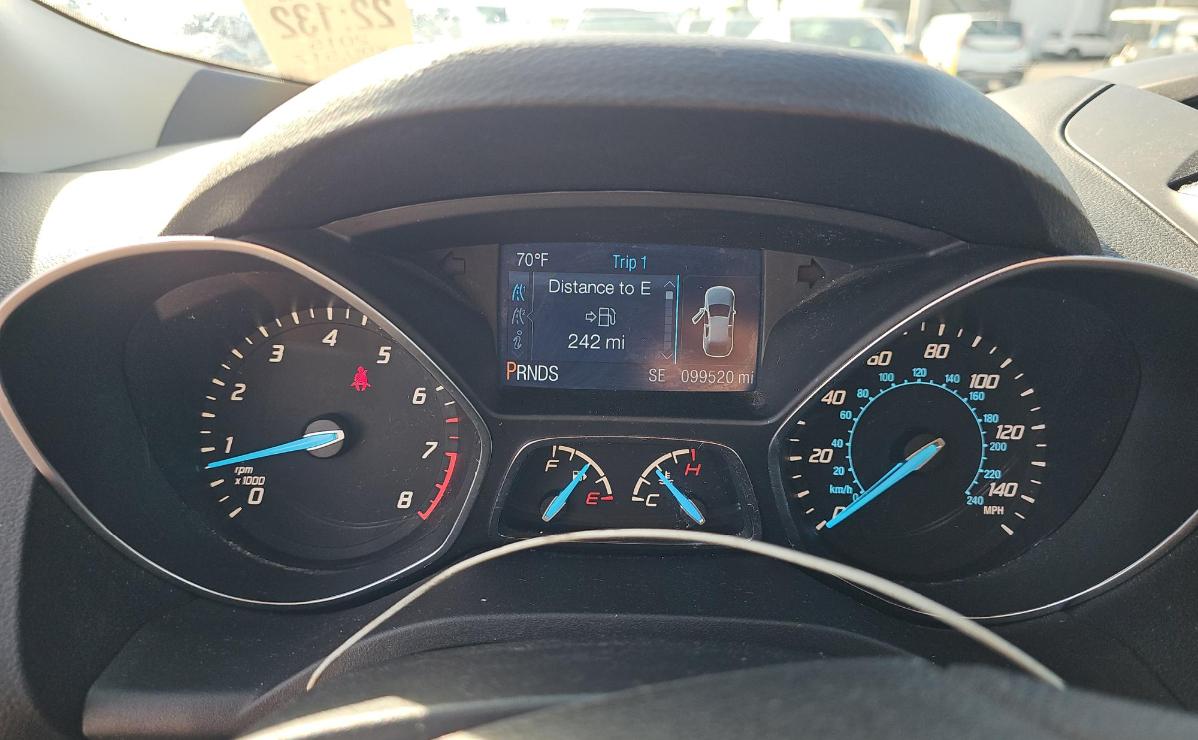 22:132
2015
70°F Trip 1
Distance to E
242 mi
PRNDS SE 099520 mi
0 1 2 3 4 5 6 7 8
rpm
x1000
F E
C H
0 20 40 60 80 100 120 140
MPH
km/h
0 20 40 60 80 100 120 140 160 180 200 220 240